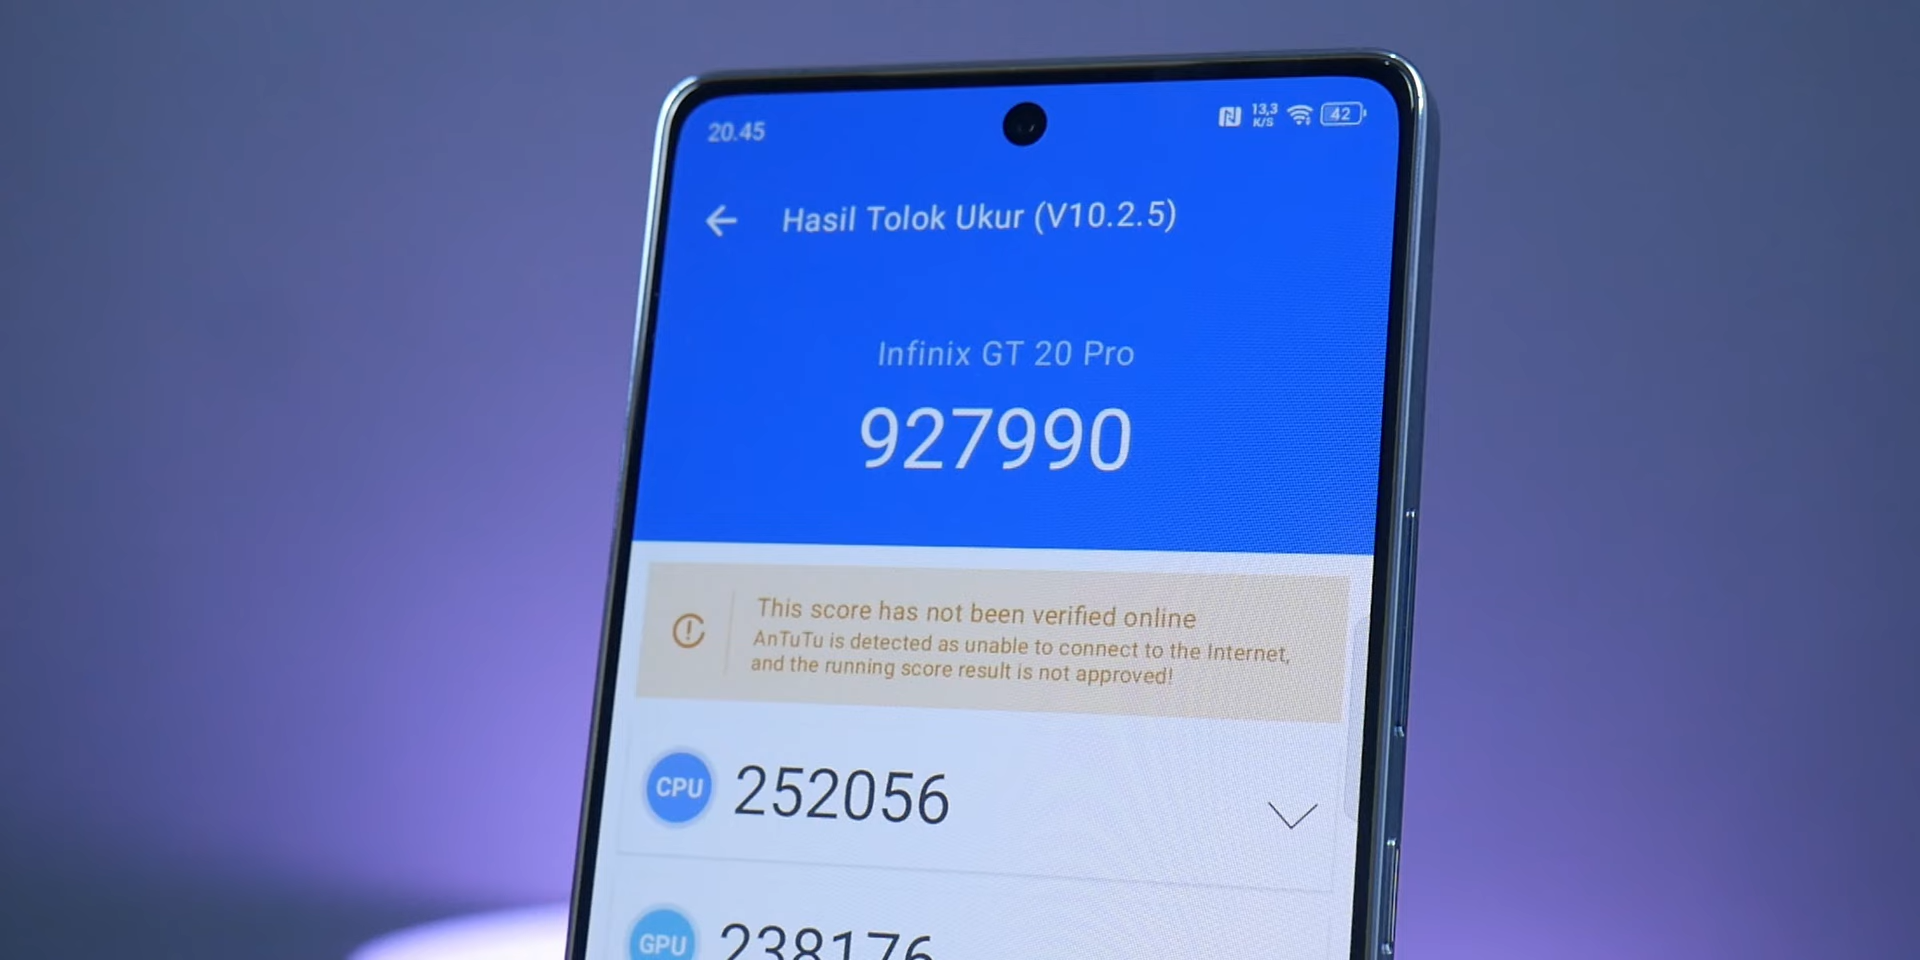 20.45
13,3
K/S
42
Hasil Tolok Ukur (V10.2.5)
Infinix GT 20 Pro
927990
This score has not been verified online
AnTuTu is detected as unable to connect to the Internet,
and the running score result is not approved!
CPU 252056
GPU 238176